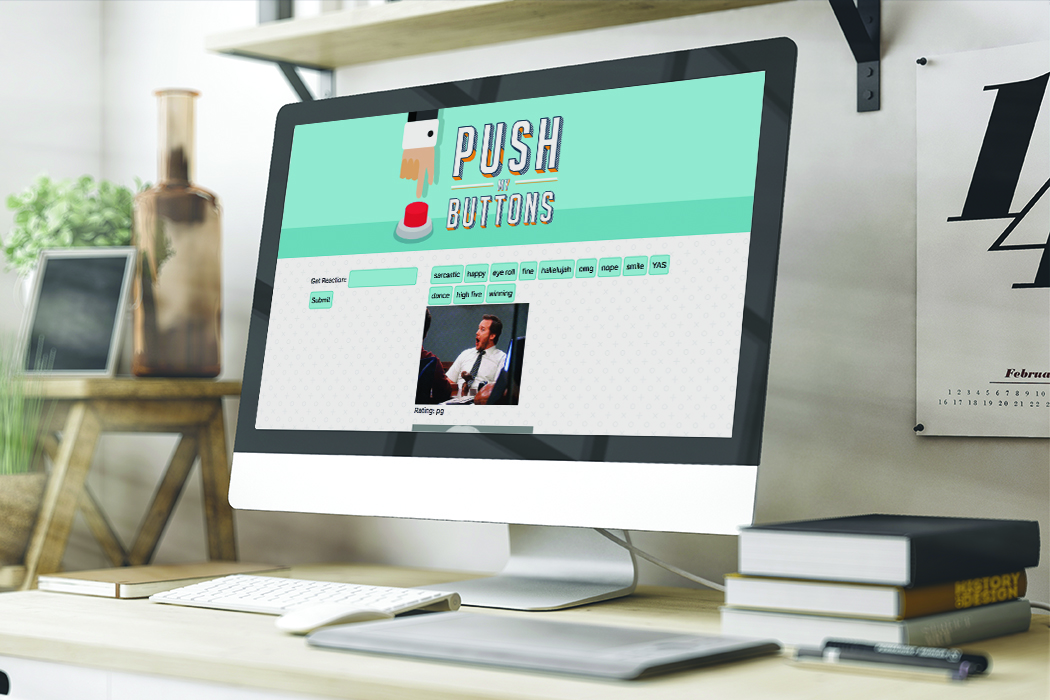 PUSH
MY
BUTTONS
Get Reaction:
Submit
sarcastic happy eye roll fine hallelujah omg nope smile YAS
dance high five winning
Rating: pg
14
Februa
1 2 3 4 5 6 7 8 9 10
16 17 18 19 20 21 22 23
HISTORY
DESIGN